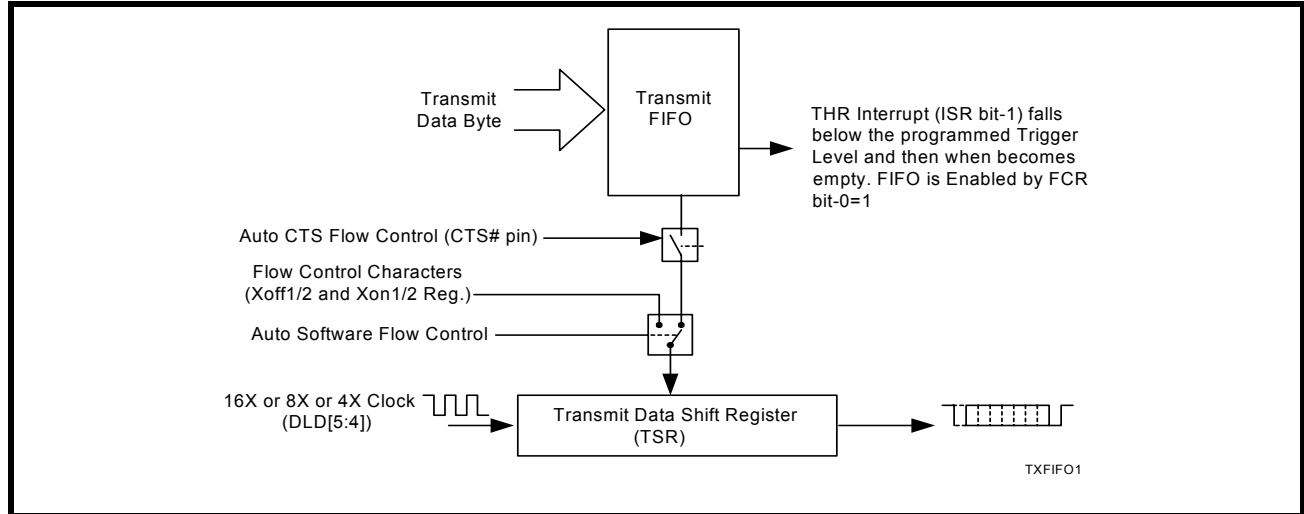 Transmit
Data Byte
Transmit
FIFO
THR Interrupt (ISR bit-1) falls
below the programmed Trigger
Level and then when becomes
empty. FIFO is Enabled by FCR
bit-0=1
Auto CTS Flow Control (CTS# pin)
Flow Control Characters
(Xoff1/2 and Xon1/2 Reg.)
Auto Software Flow Control
16X or 8X or 4X Clock
(DLD[5:4])
Transmit Data Shift Register
(TSR)
TXFIFO1